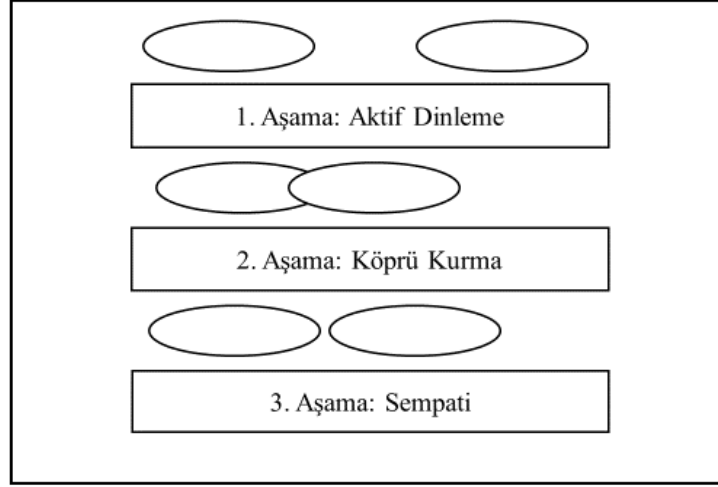 1. Aşama: Aktif Dinleme
2. Aşama: Köprü Kurma
3. Aşama: Sempati